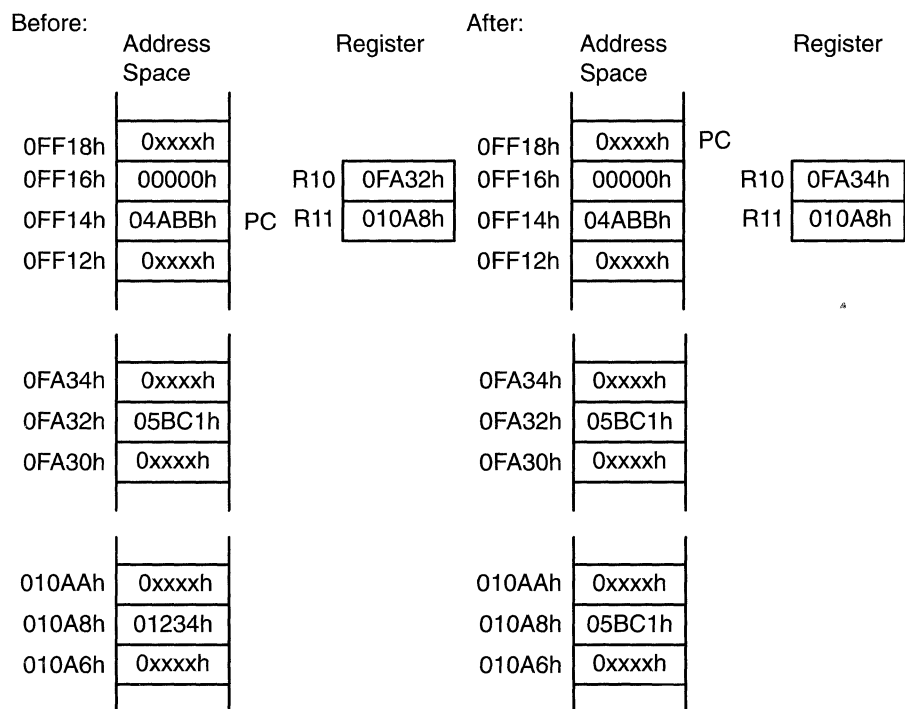 Before: After:
Address Register Address Register
Space Space
0FF18h 0xxxxh 0FF18h 0xxxxh PC
0FF16h 00000h R10 0FA32h 0FF16h 00000h R10 0FA34h
0FF14h 04ABBh PC R11 010A8h 0FF14h 04ABBh R11 010A8h
0FF12h 0xxxxh 0FF12h 0xxxxh
0FA34h 0xxxxh 0FA34h 0xxxxh
0FA32h 05BC1h 0FA32h 05BC1h
0FA30h 0xxxxh 0FA30h 0xxxxh
010AAh 0xxxxh 010AAh 0xxxxh
010A8h 01234h 010A8h 05BC1h
010A6h 0xxxxh 010A6h 0xxxxh